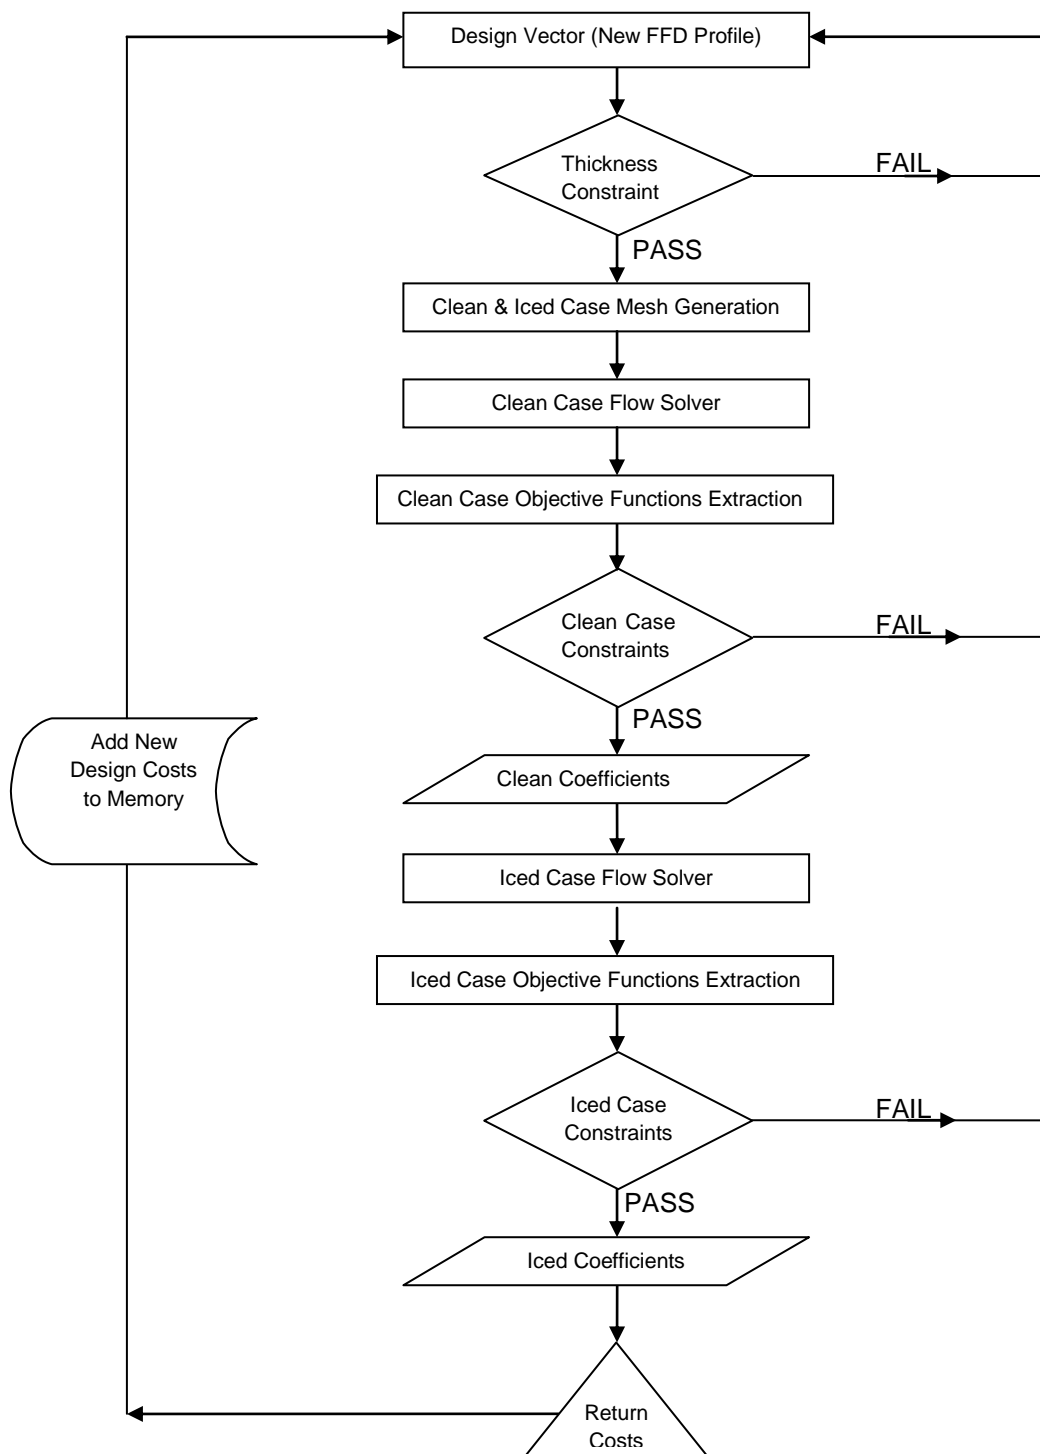 Design Vector (New FFD Profile)
Thickness
Constraint
FAIL
PASS
Clean & Iced Case Mesh Generation
Clean Case Flow Solver
Clean Case Objective Functions Extraction
Clean Case
Constraints
FAIL
PASS
Add New
Design Costs
to Memory
Clean Coefficients
Iced Case Flow Solver
Iced Case Objective Functions Extraction
Iced Case
Constraints
FAIL
PASS
Iced Coefficients
Return
Costs